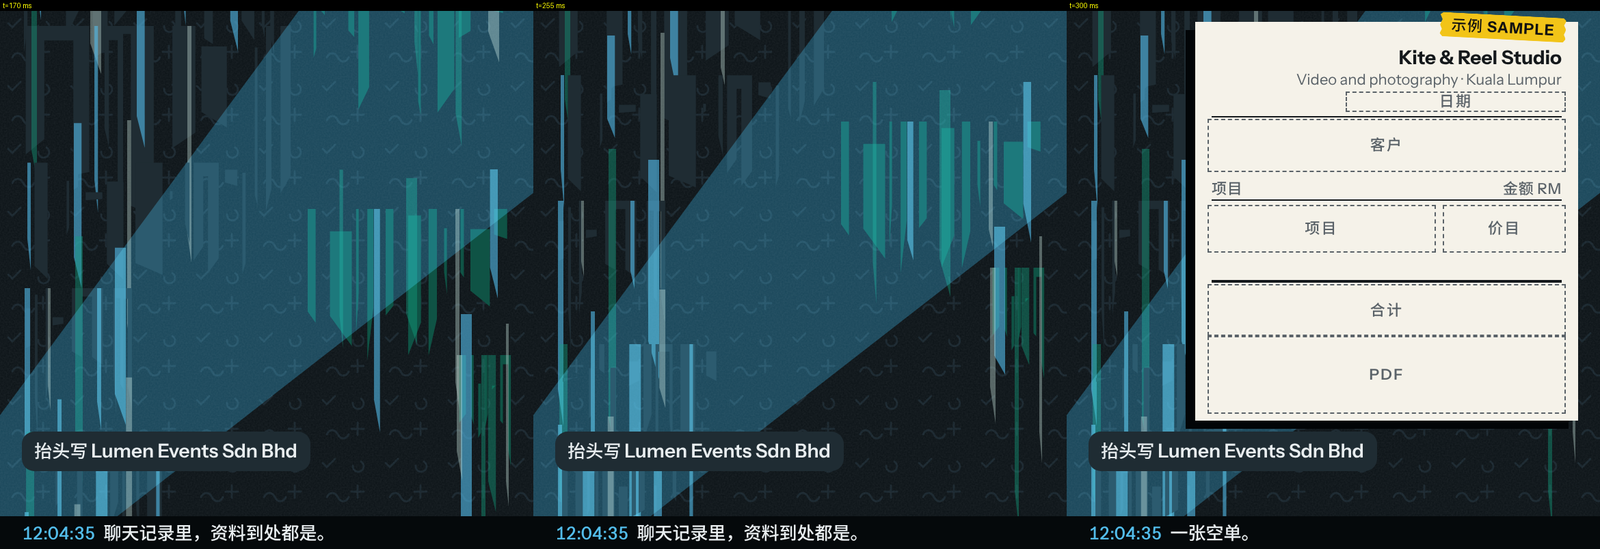 t=170 ms
抬头写 Lumen Events Sdn Bhd
12:04:35 聊天记录里，资料到处都是。
t=255 ms
抬头写 Lumen Events Sdn Bhd
12:04:35 聊天记录里，资料到处都是。
t=300 ms
示例 SAMPLE
Kite & Reel Studio
Video and photography · Kuala Lumpur
日期
客户
项目 金额 RM
项目 价目
合计
PDF
抬头写 Lumen Events Sdn Bhd
12:04:35 一张空单。